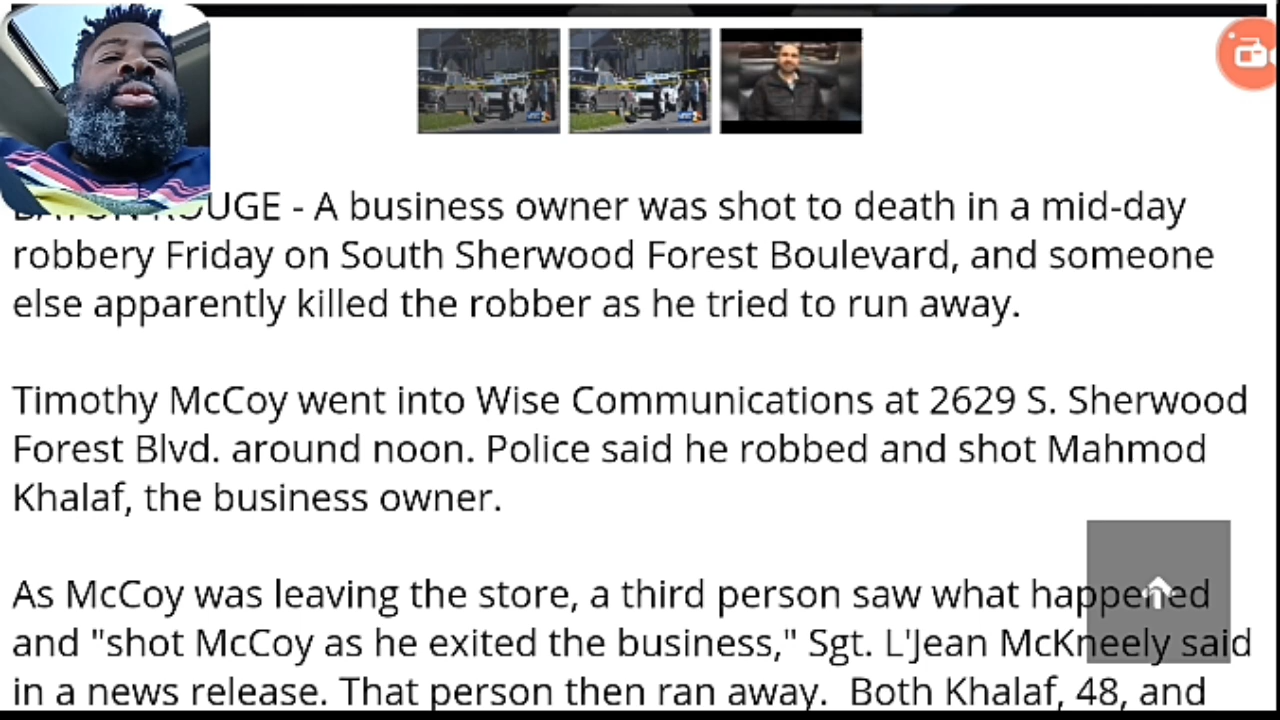 UGE - A business owner was shot to death in a mid-day
robbery Friday on South Sherwood Forest Boulevard, and someone
else apparently killed the robber as he tried to run away.
Timothy McCoy went into Wise Communications at 2629 S. Sherwood
Forest Blvd. around noon. Police said he robbed and shot Mahmod
Khalaf, the business owner.
As McCoy was leaving the store, a third person saw what happened
and "shot McCoy as he exited the business," Sgt. L'Jean McKneely said
in a news release. That person then ran away. Both Khalaf, 48, and